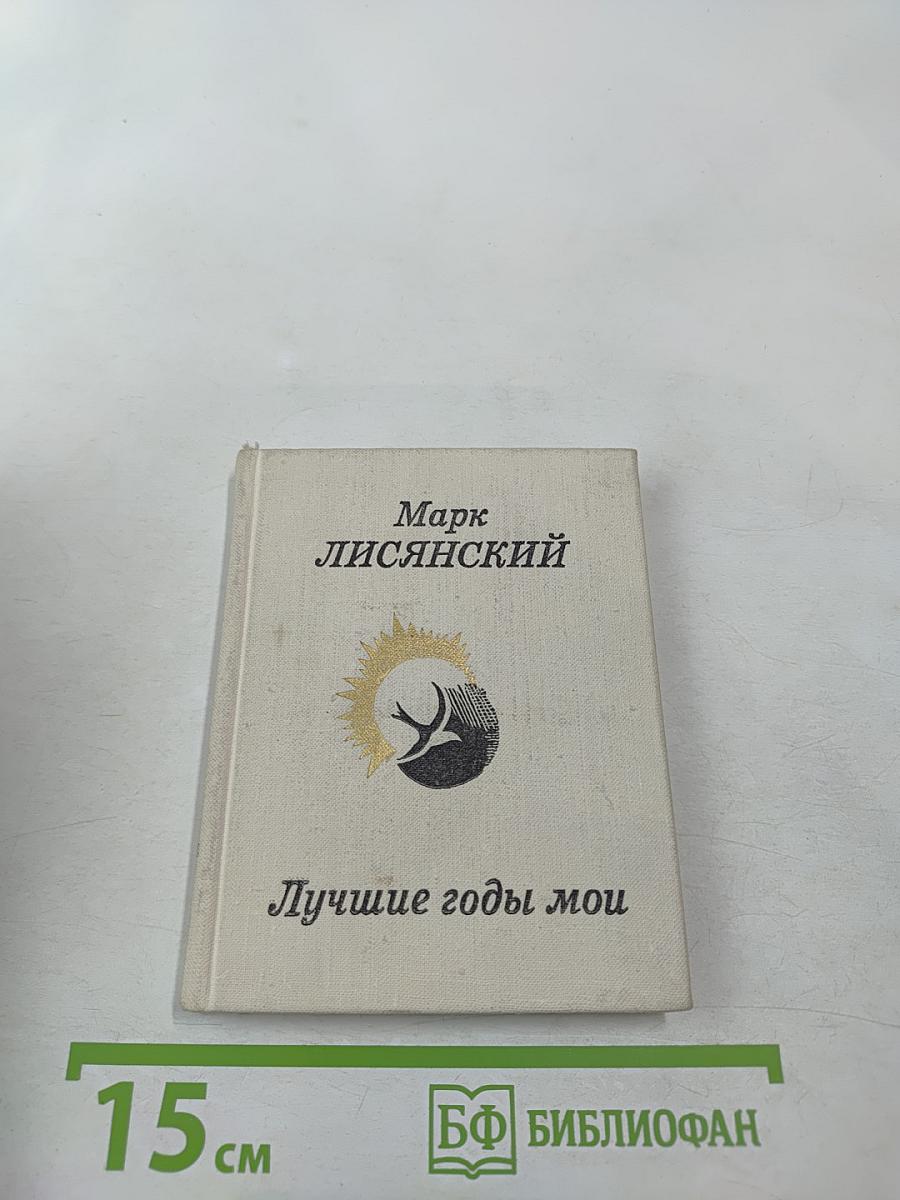 Марк
ЛИСЯНСКИЙ
Лучшие годы мои
15 см
БФ БИБЛИОФАН